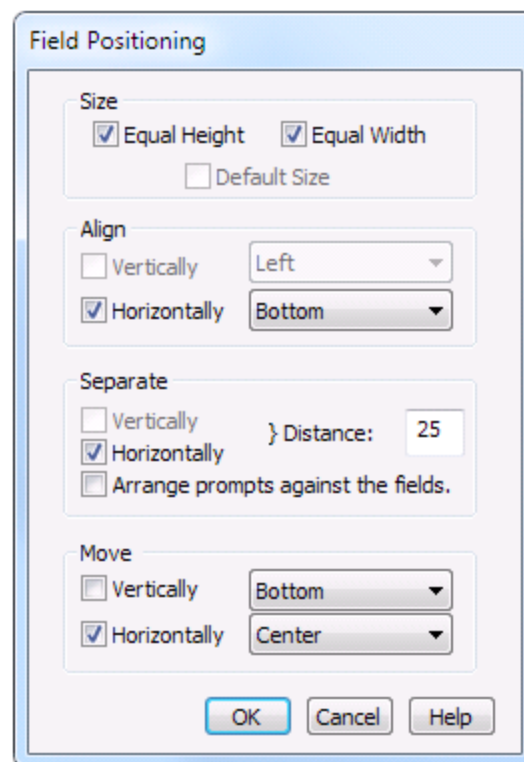 Field Positioning
Size
Equal Height Equal Width
Default Size
Align
Vertically Left
Horizontally Bottom
Separate
Vertically
} Distance: 25
Horizontally
Arrange prompts against the fields.
Move
Vertically Bottom
Horizontally Center
OK Cancel Help